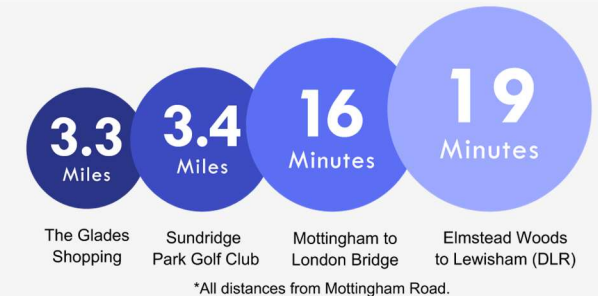 3.3
Miles
3.4
Miles
16
Minutes
19
Minutes
The Glades
Shopping
Sundridge
Park Golf Club
Mottingham to
London Bridge
Elmstead Woods
to Lewisham (DLR)
*All distances from Mottingham Road.